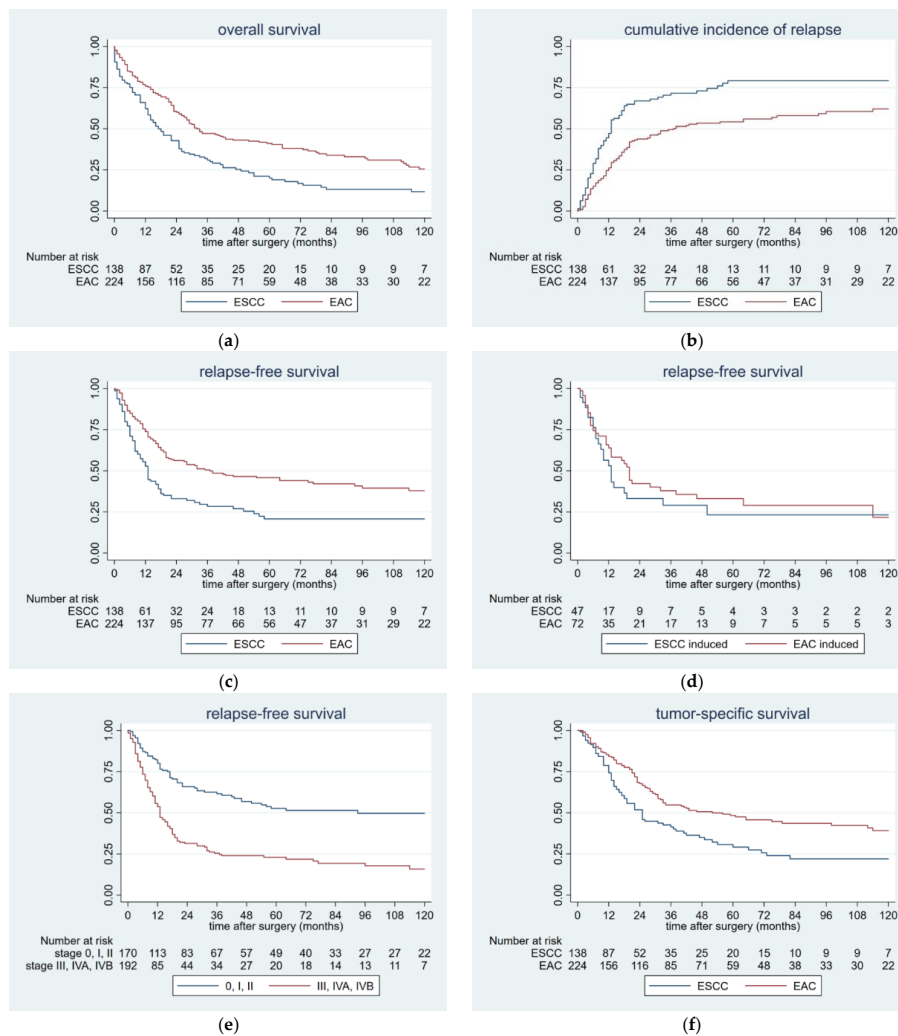 overall survival
1.00
0.75
0.50
0.25
0.00
0 12 24 36 48 60 72 84 96 108 120
time after surgery (months)
Number at risk
ESCC 138 87 52 35 25 20 15 10 9 9 7
EAC 224 156 116 85 71 59 48 38 33 30 22
ESCC EAC
(a)
cumulative incidence of relapse
1.00
0.75
0.50
0.25
0.00
0 12 24 36 48 60 72 84 96 108 120
time after surgery (months)
Number at risk
ESCC 138 61 32 24 18 13 11 10 9 9 7
EAC 224 137 95 77 66 56 47 37 31 29 22
ESCC EAC
(b)
relapse-free survival
1.00
0.75
0.50
0.25
0.00
0 12 24 36 48 60 72 84 96 108 120
time after surgery (months)
Number at risk
ESCC 138 61 32 24 18 13 11 10 9 9 7
EAC 224 137 95 77 66 56 47 37 31 29 22
ESCC EAC
(c)
relapse-free survival
1.00
0.75
0.50
0.25
0.00
0 12 24 36 48 60 72 84 96 108 120
time after surgery (months)
Number at risk
ESCC 47 17 9 7 5 4 3 3 2 2 2
EAC 72 35 21 17 13 9 7 5 5 5 3
ESCC induced EAC induced
(d)
relapse-free survival
1.00
0.75
0.50
0.25
0.00
0 12 24 36 48 60 72 84 96 108 120
time after surgery (months)
Number at risk
stage 0, I, II 170 113 83 67 57 49 40 33 27 27 22
stage III, IVA, IVB 192 85 44 34 27 20 18 14 13 11 7
0, I, II III, IVA, IVB
(e)
tumor-specific survival
1.00
0.75
0.50
0.25
0.00
0 12 24 36 48 60 72 84 96 108 120
time after surgery (months)
Number at risk
ESCC 138 87 52 35 25 20 15 10 9 9 7
EAC 224 156 116 85 71 59 48 38 33 30 22
ESCC EAC
(f)